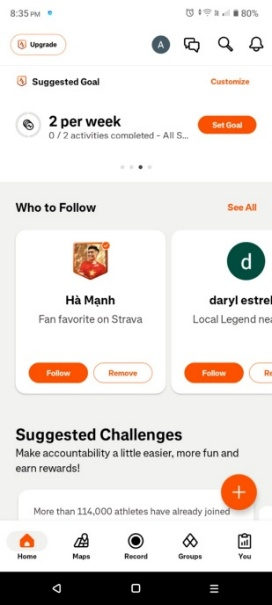 8:35 PM
80%
Upgrade
A
Suggested Goal
Customize
2 per week
0 / 2 activities completed - All S...
Set Goal
Who to Follow
See All
Hà Mạnh
Fan favorite on Strava
Follow
Remove
d
daryl estrel
Local Legend nea
Follow
Re
Suggested Challenges
Make accountability a little easier, more fun and
earn rewards!
More than 114,000 athletes have already joined
Home
Maps
Record
Groups
You